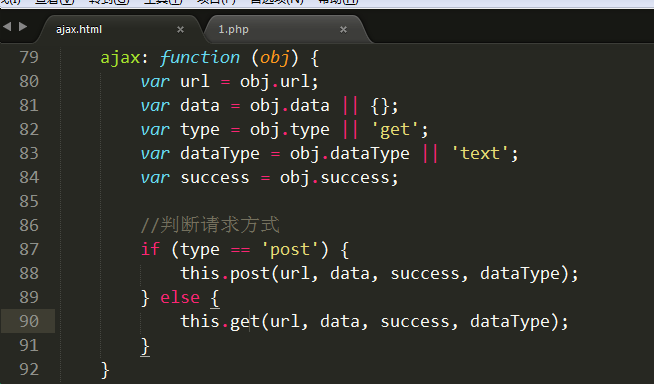 ajax.html × 1.php ×
79 ajax: function (obj) {
80 var url = obj.url;
81 var data = obj.data || {};
82 var type = obj.type || 'get';
83 var dataType = obj.dataType || 'text';
84 var success = obj.success;
85
86 //判断请求方式
87 if (type == 'post') {
88 this.post(url, data, success, dataType);
89 } else {
90 this.get(url, data, success, dataType);
91 }
92 }